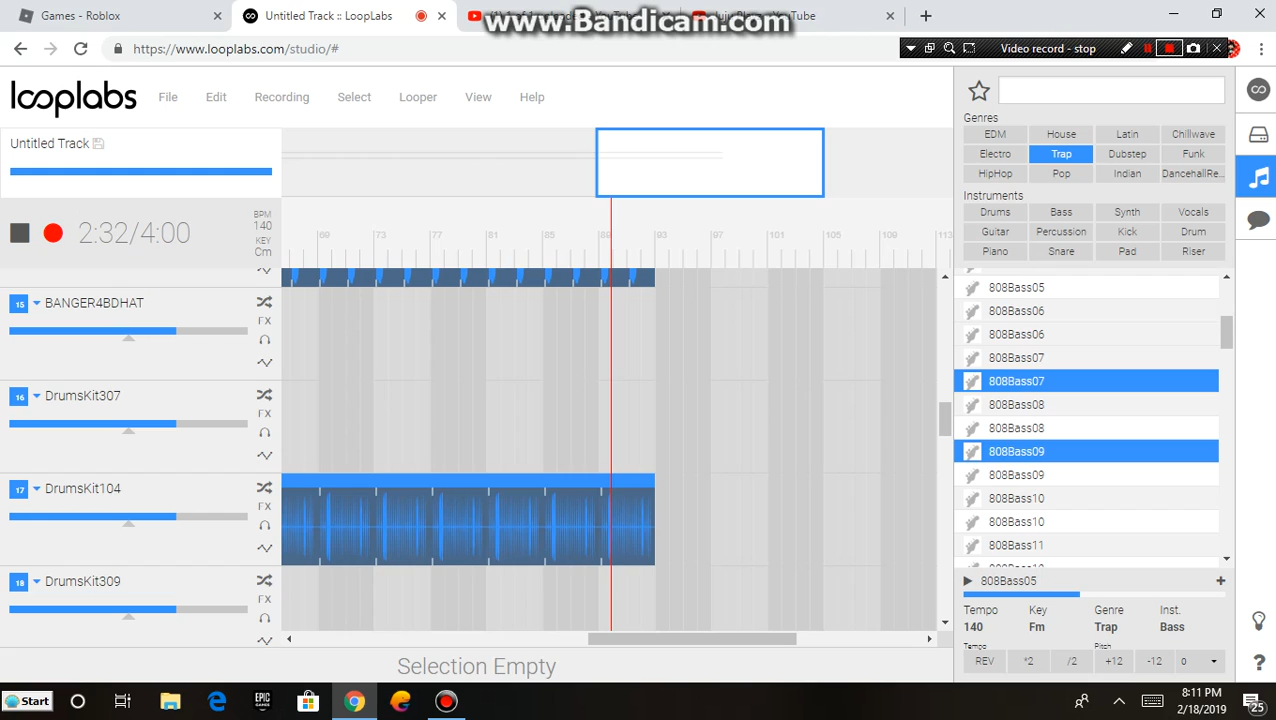 Games - Roblox
Untitled Track :: LoopLabs
www.Bandicam.com
https://www.looplabs.com/studio/#
Video record - stop
looplabs
File Edit Recording Select Looper View Help
Untitled Track
2:32/4:00
BPM
140
KEY
Cm
69 73 77 81 85 89 93 97 101 105 109 113
15 BANGER4BDHAT
FX
16 DrumsKit307
FX
17 DrumsKit104
FX
18 DrumsKit309
FX
Selection Empty
Genres
EDM House Latin Chillwave
Electro Trap Dubstep Funk
HipHop Pop Indian DancehallRe...
Instruments
Drums Bass Synth Vocals
Guitar Percussion Kick Drum
Piano Snare Pad Riser
808Bass05
808Bass06
808Bass06
808Bass07
808Bass07
808Bass08
808Bass08
808Bass09
808Bass09
808Bass10
808Bass10
808Bass11
808Bass05
Tempo Key Genre Inst.
140 Fm Trap Bass
Tempo Pitch
REV *2 /2 +12 -12 0
Start
8:11 PM
2/18/2019
25